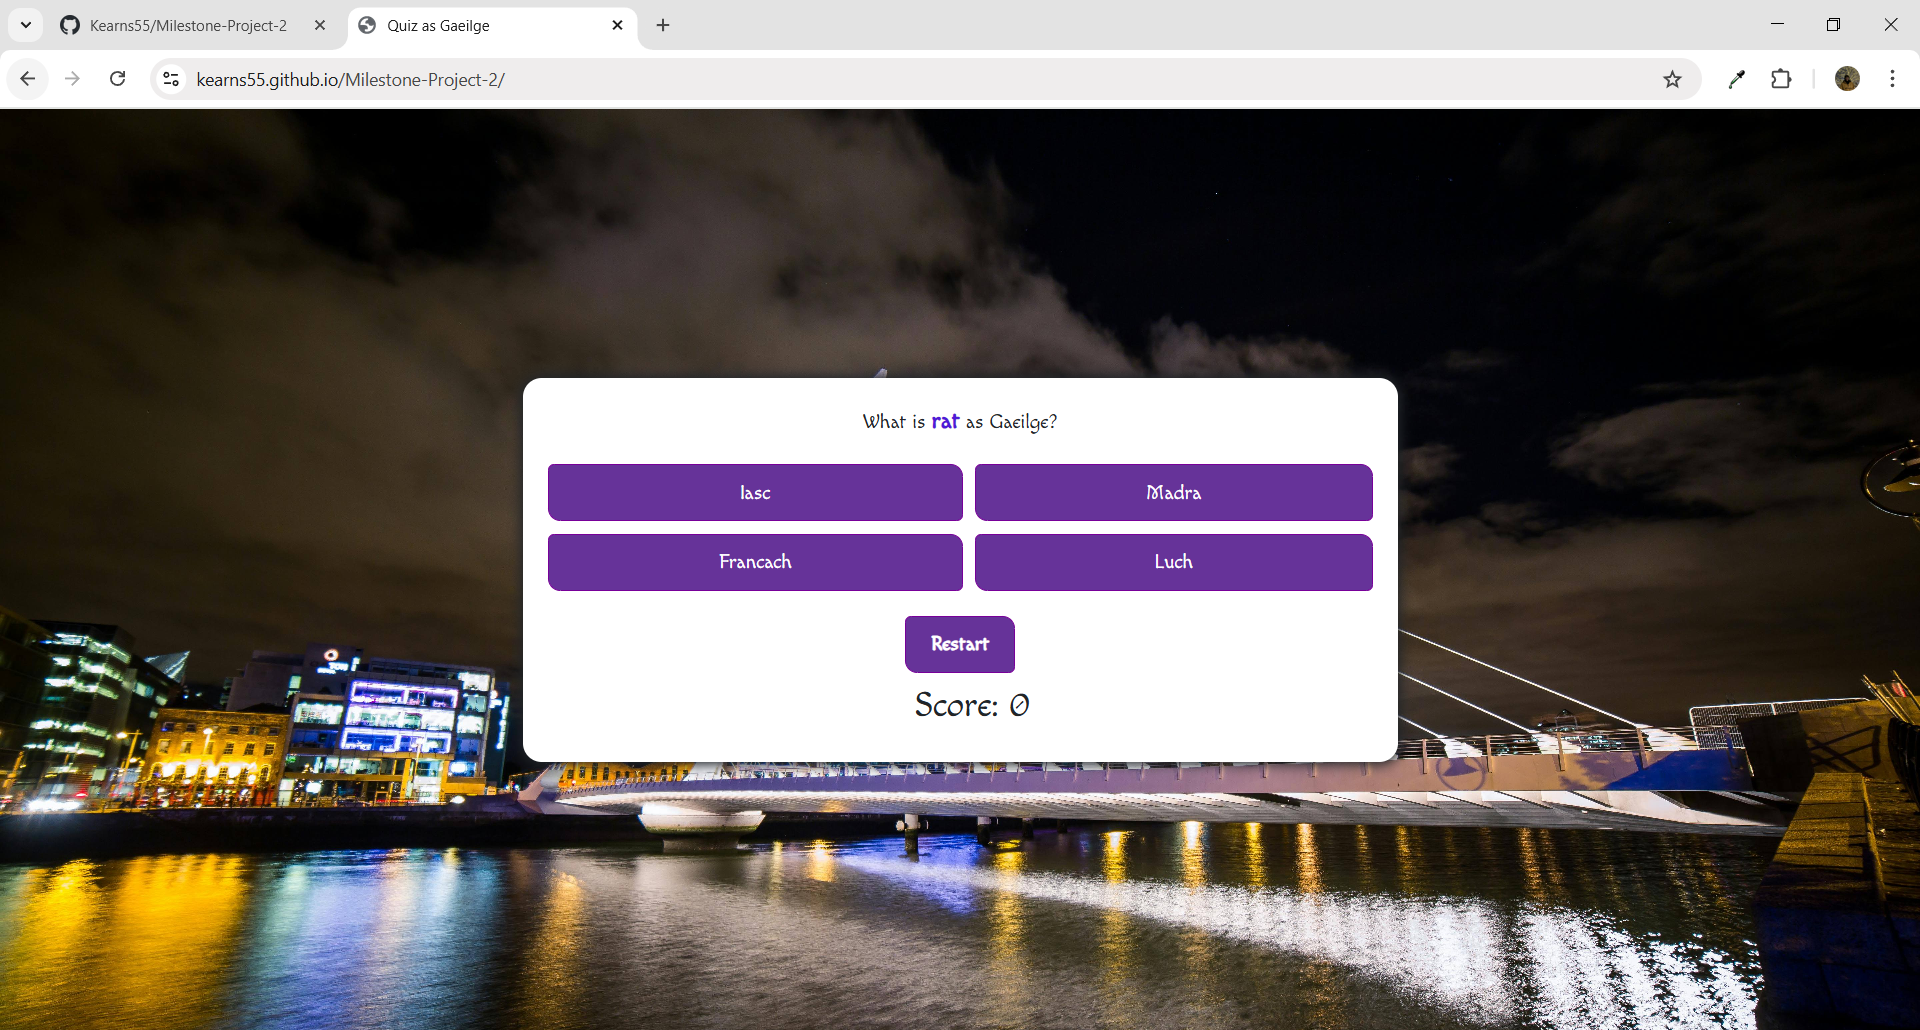 Kearns55/Milestone-Project-2
Quiz as Gaeilge
kearns55.github.io/Milestone-Project-2/
What is rat as Gaeilge?
Iasc
Madra
Francach
Luch
Restart
Score: 0